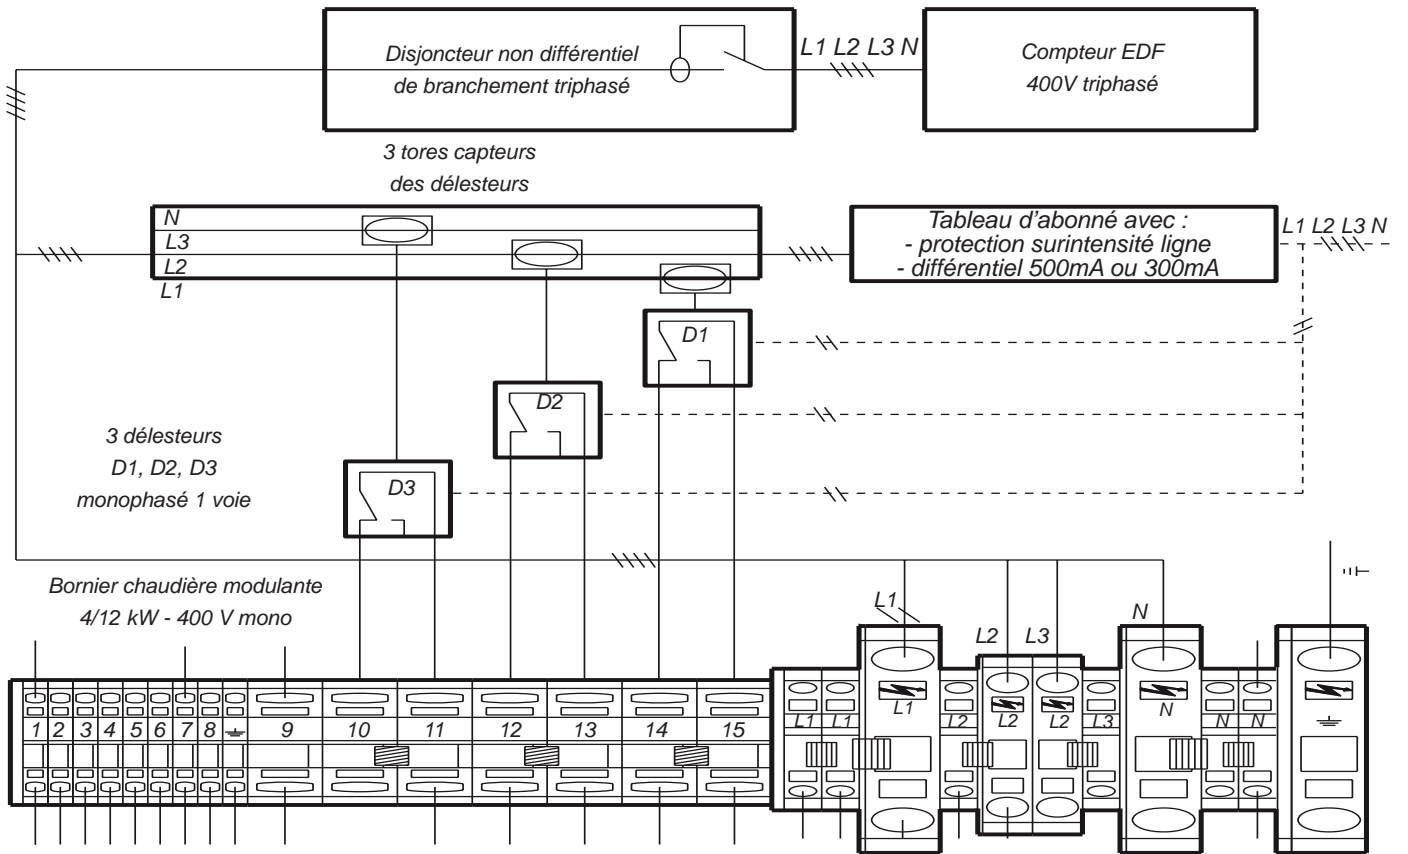 Disjoncteur non différentiel
de branchement triphasé
L1 L2 L3 N
Compteur EDF
400V triphasé
3 tores capteurs
des délesteurs
N
L3
L2
L1
Tableau d'abonné avec :
- protection surintensité ligne
- différentiel 500mA ou 300mA
L1 L2 L3 N
D1
D2
D3
3 délesteurs
D1, D2, D3
monophasé 1 voie
Bornier chaudière modulante
4/12 kW - 400 V mono
L1
L2 L3
N
1 2 3 4 5 6 7 8 9 10 11 12 13 14 15
L1 L1 L1 L2 L2 L2 L3 N N N